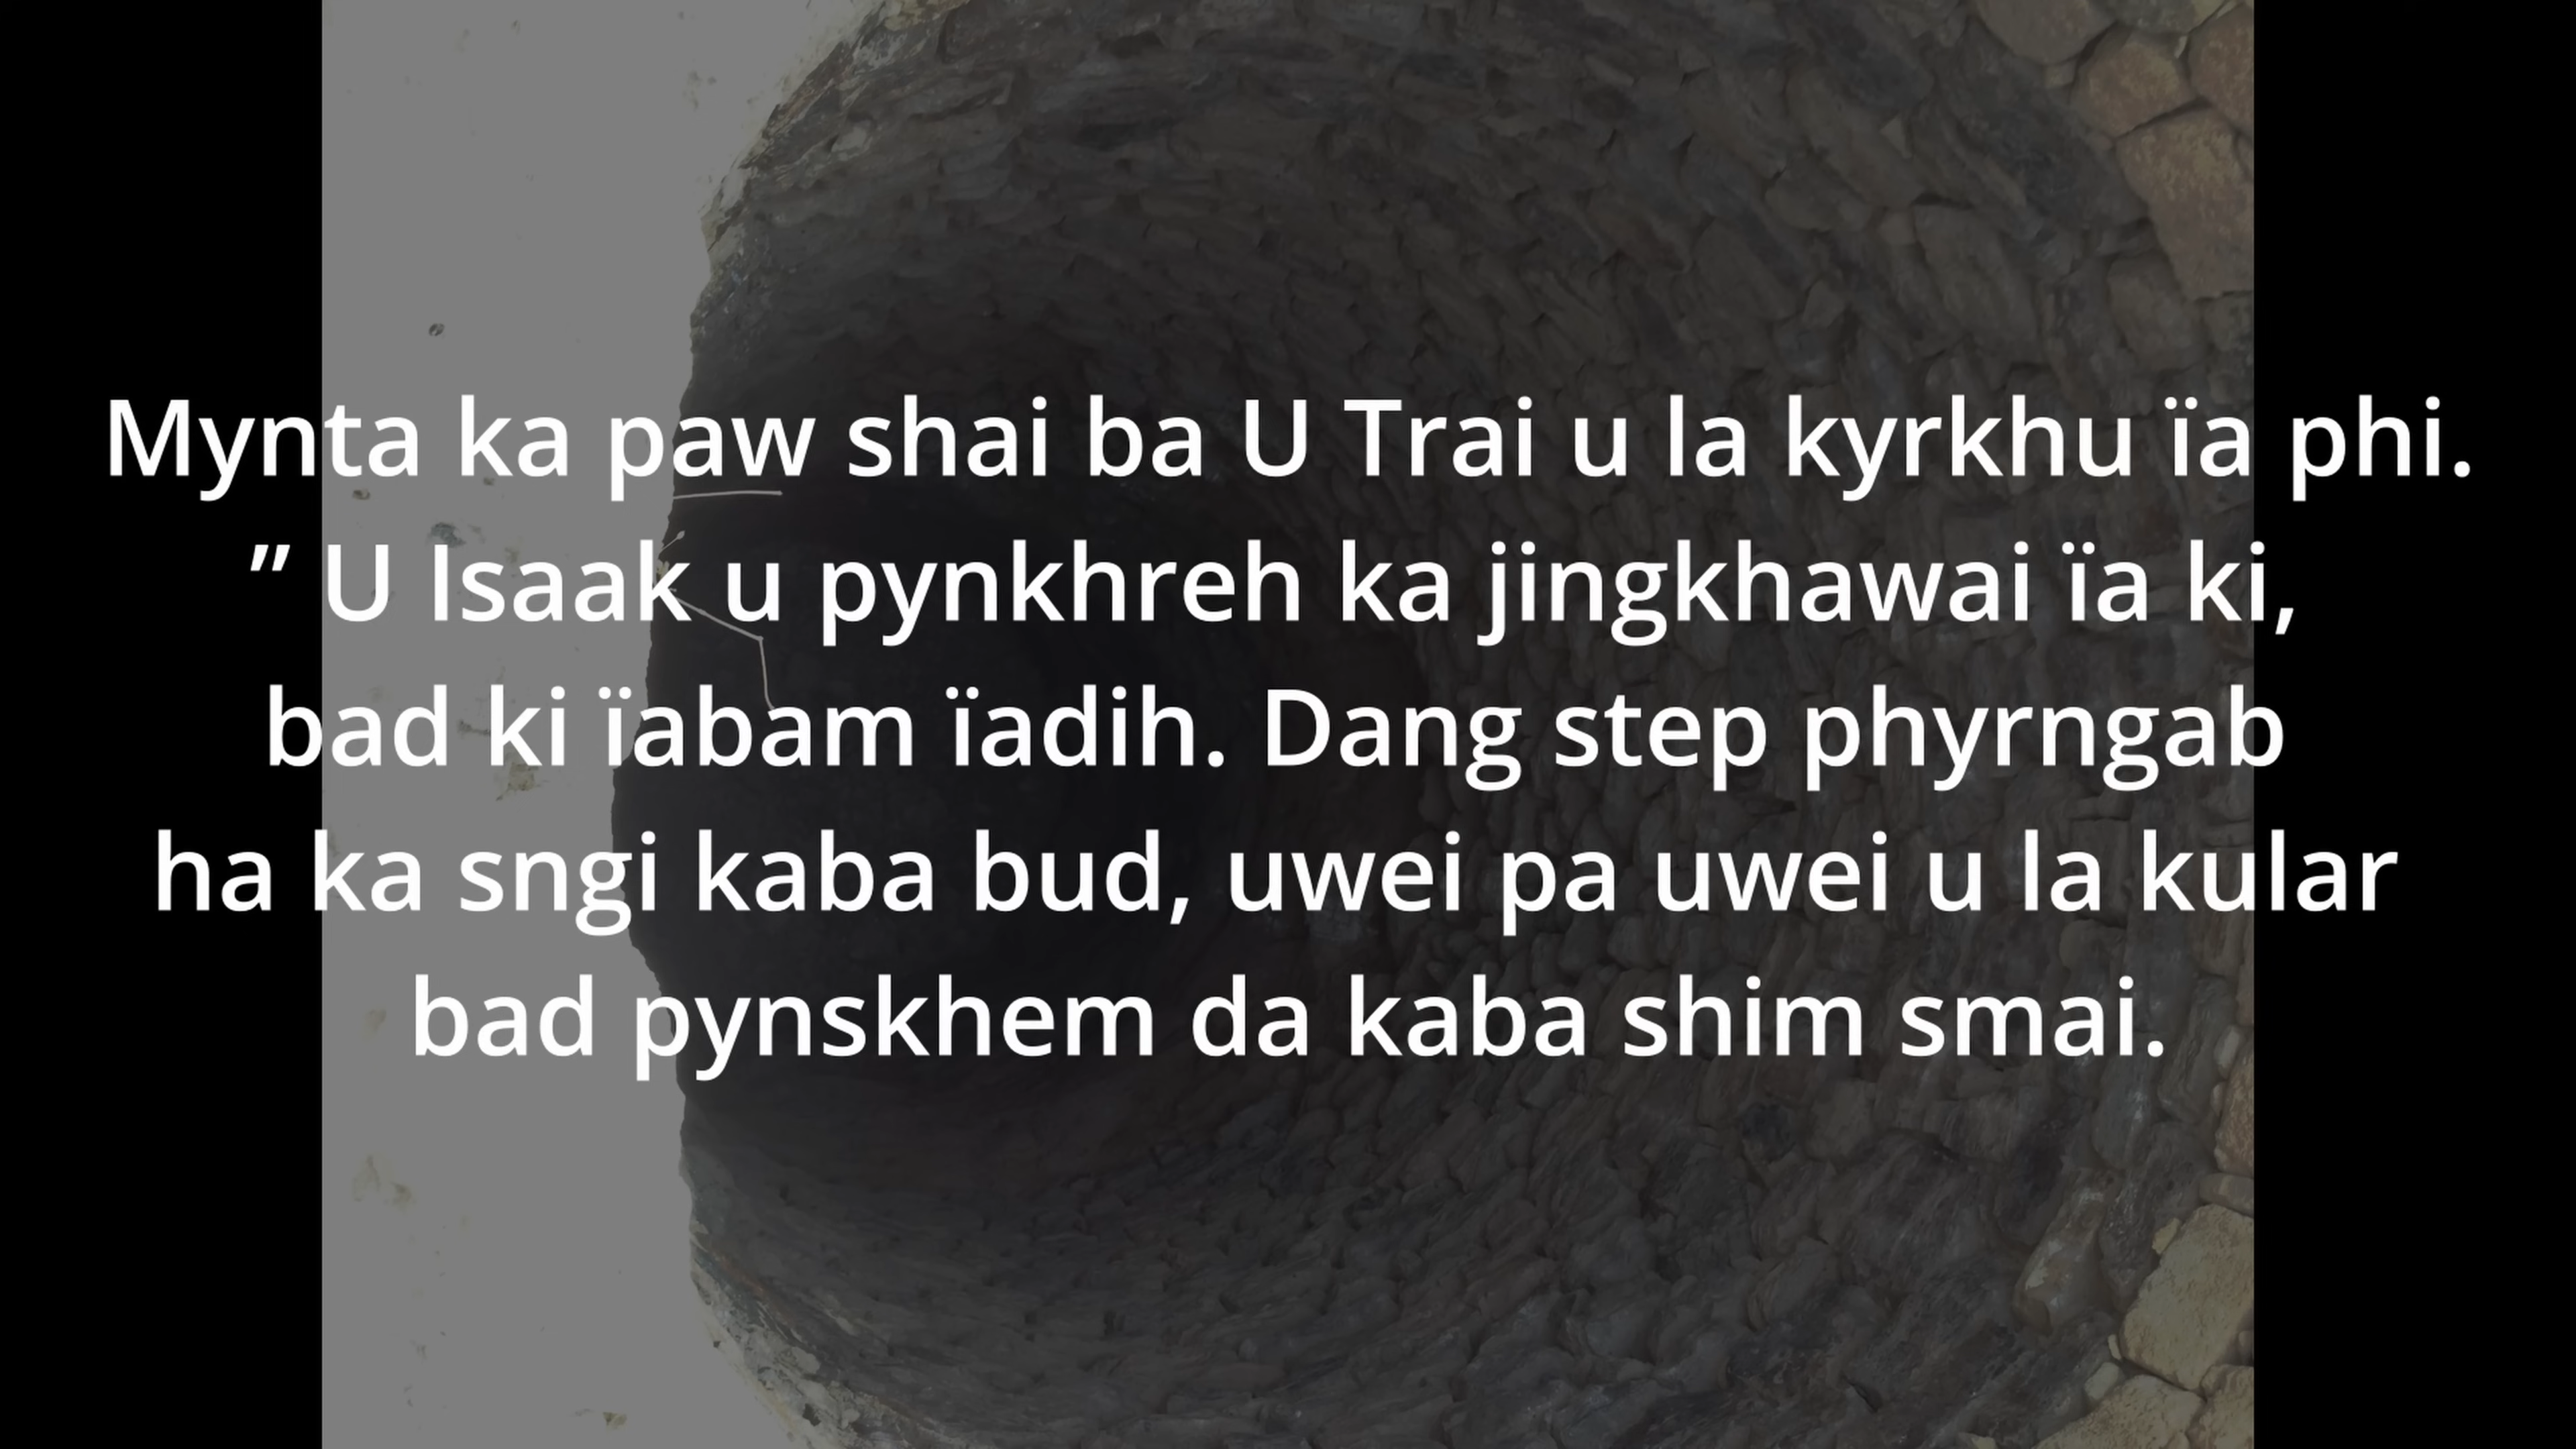 Mynta ka paw shai ba U Trai u la kyrkhu ïa phi.
” U Isaak u pynkhreh ka jingkhawai ïa ki,
bad ki ïabam ïadih. Dang step phyrngab
ha ka sngi kaba bud, uwei pa uwei u la kular
bad pynskhem da kaba shim smai.